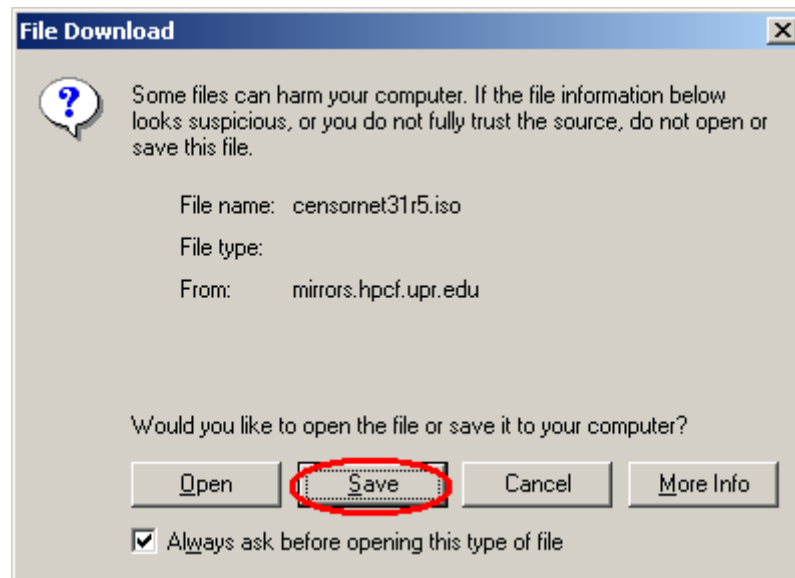 File Download
Some files can harm your computer. If the file information below
looks suspicious, or you do not fully trust the source, do not open or
save this file.
File name: censornet31r5.iso
File type:
From: mirrors.hpcf.upr.edu
Would you like to open the file or save it to your computer?
Open Save Cancel More Info
Always ask before opening this type of file